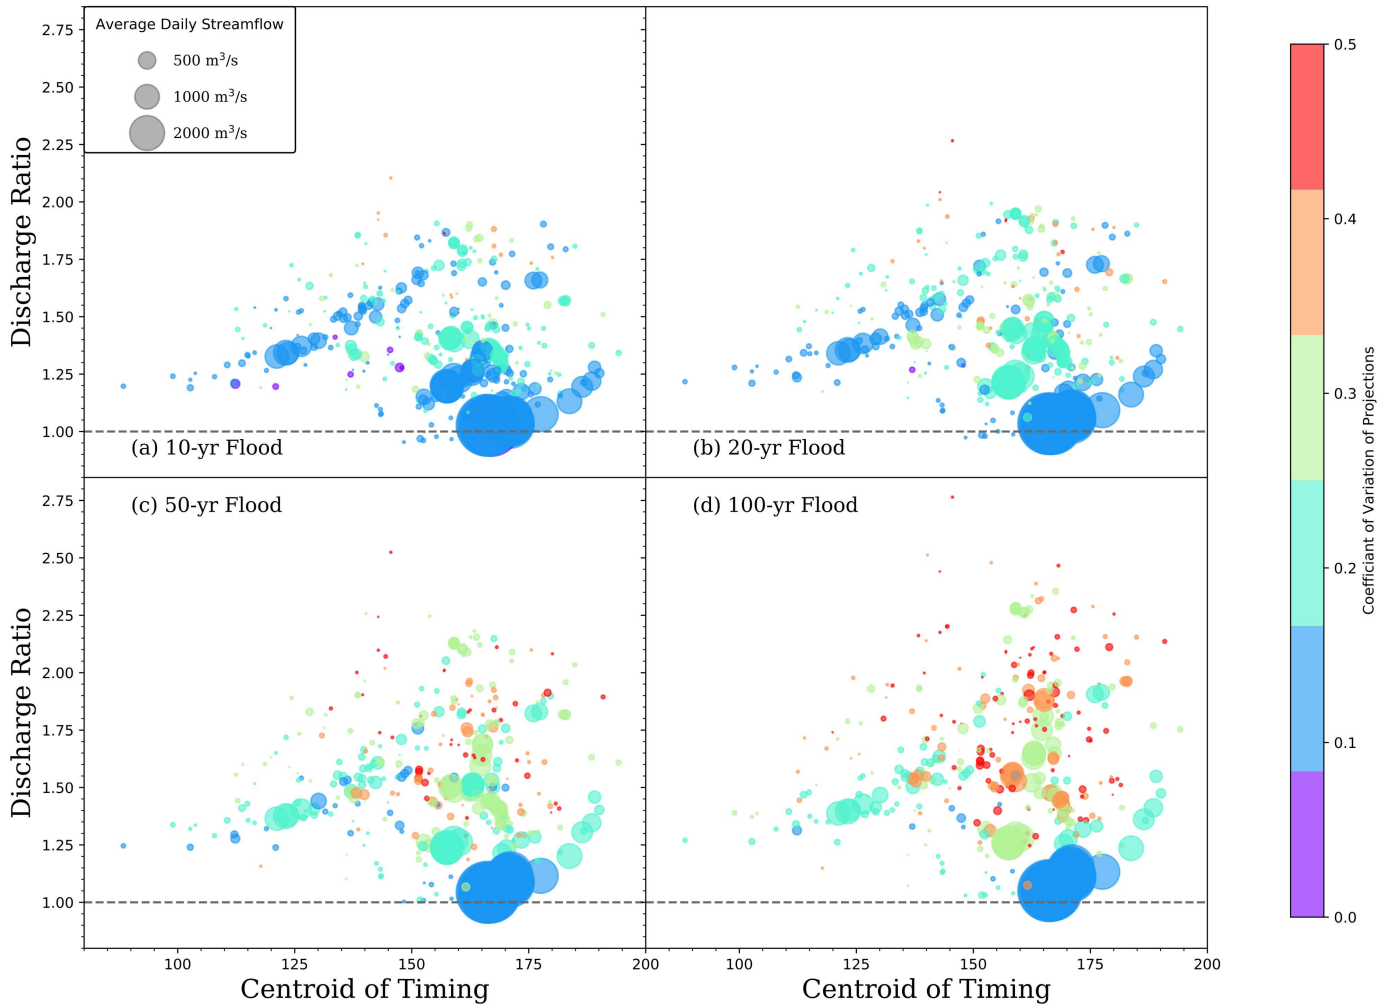 Average Daily Streamflow
500 m³/s
1000 m³/s
2000 m³/s
2.75
2.50
2.25
2.00
1.75
1.50
1.25
1.00
Discharge Ratio
(a) 10-yr Flood
(b) 20-yr Flood
(c) 50-yr Flood
(d) 100-yr Flood
2.75
2.50
2.25
2.00
1.75
1.50
1.25
1.00
Discharge Ratio
100
125
150
175
200
100
125
150
175
200
Centroid of Timing
Centroid of Timing
0.5
0.4
0.3
0.2
0.1
0.0
Coefficiant of Variation of Projections